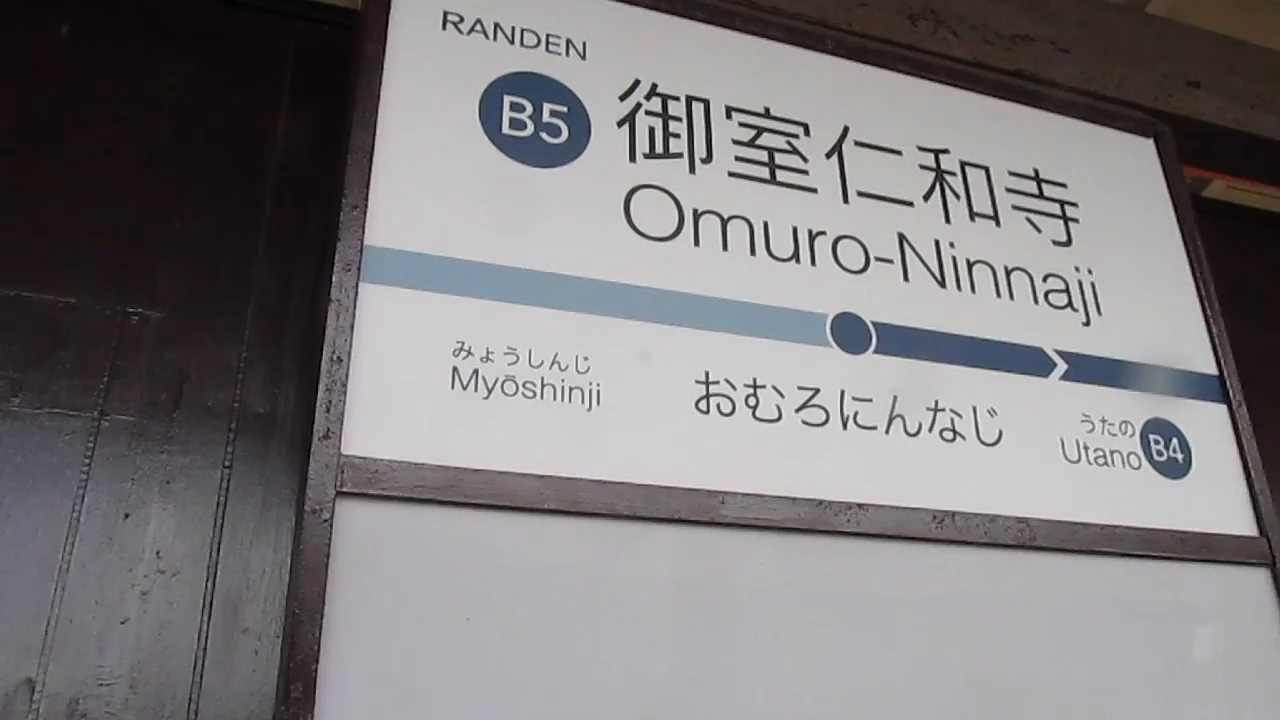 RANDEN
B5 御室仁和寺
Omuro-Ninnaji
みょうしんじ
Myōshinji
おむろにんなじ
うたの
Utano B4